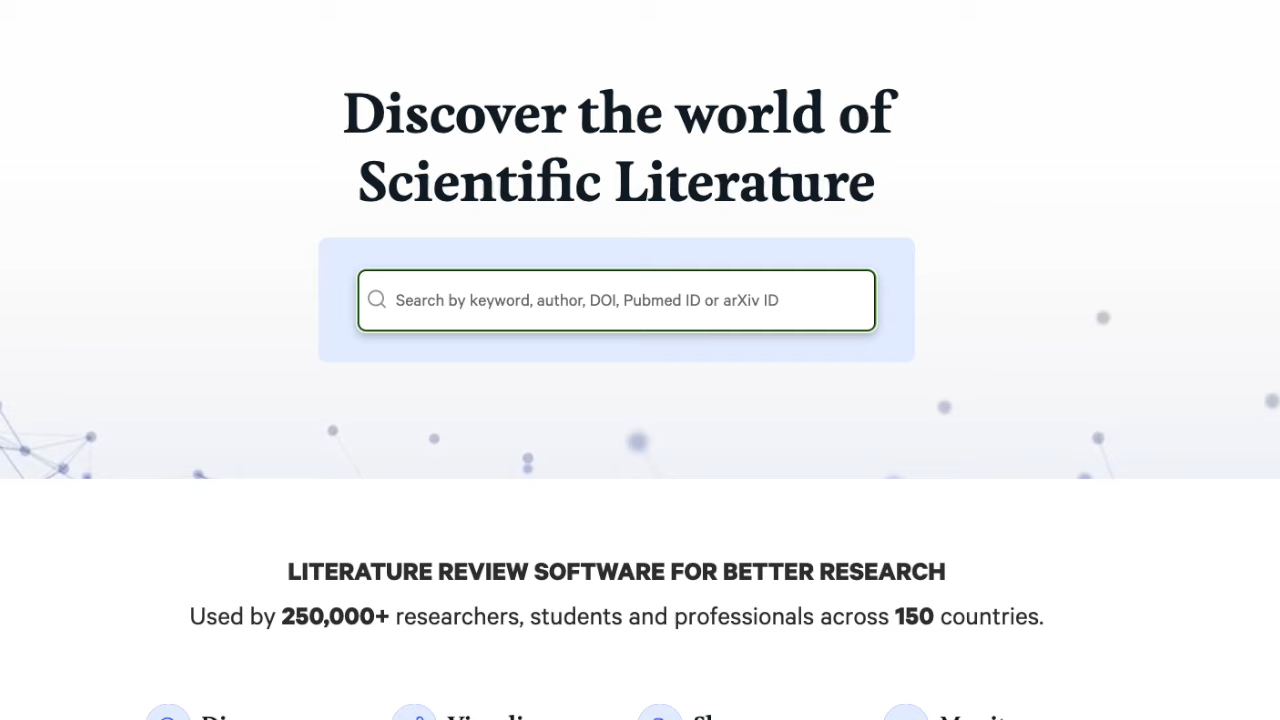 Discover the world of
Scientific Literature
Search by keyword, author, DOI, Pubmed ID or arXiv ID
LITERATURE REVIEW SOFTWARE FOR BETTER RESEARCH
Used by 250,000+ researchers, students and professionals across 150 countries.